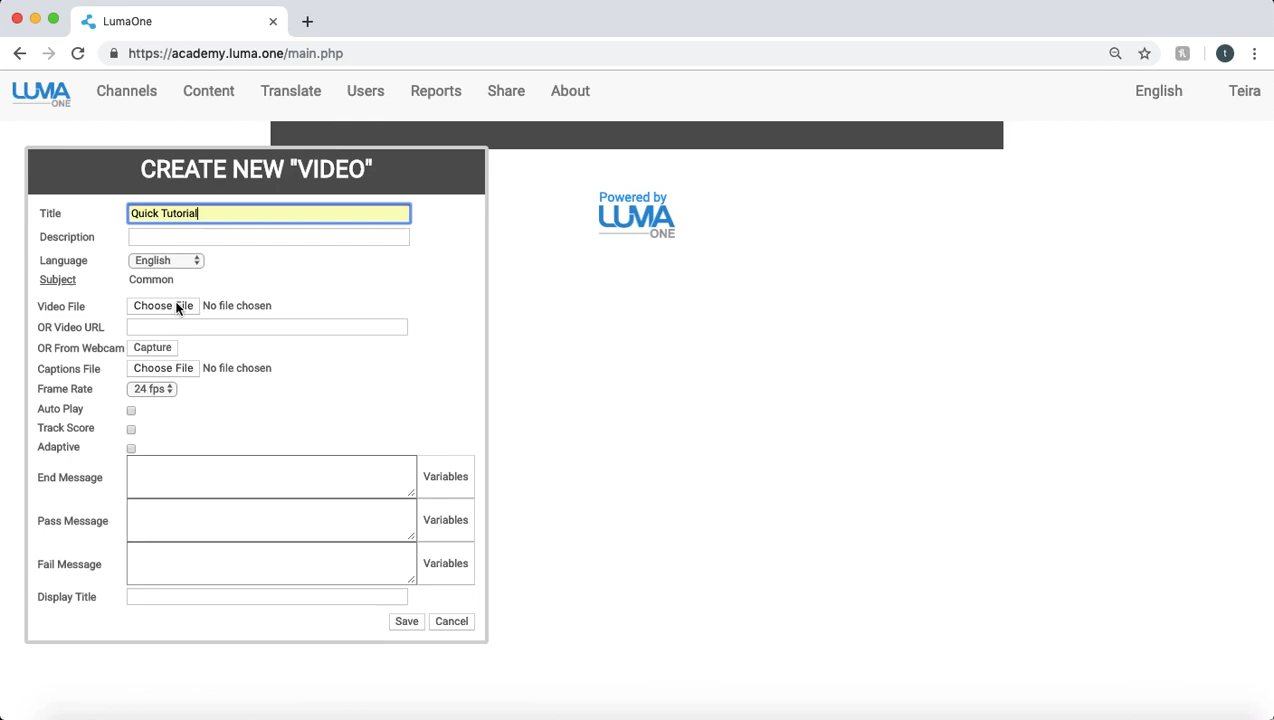 LumaOne
https://academy.luma.one/main.php
t
LUMA ONE
Channels Content Translate Users Reports Share About English Teira
CREATE NEW "VIDEO"
Title Quick Tutorial
Description
Language English
Subject Common
Video File Choose File No file chosen
OR Video URL
OR From Webcam Capture
Captions File Choose File No file chosen
Frame Rate 24 fps
Auto Play
Track Score
Adaptive
End Message Variables
Pass Message Variables
Fail Message Variables
Display Title
Save Cancel
Powered by
LUMA
ONE